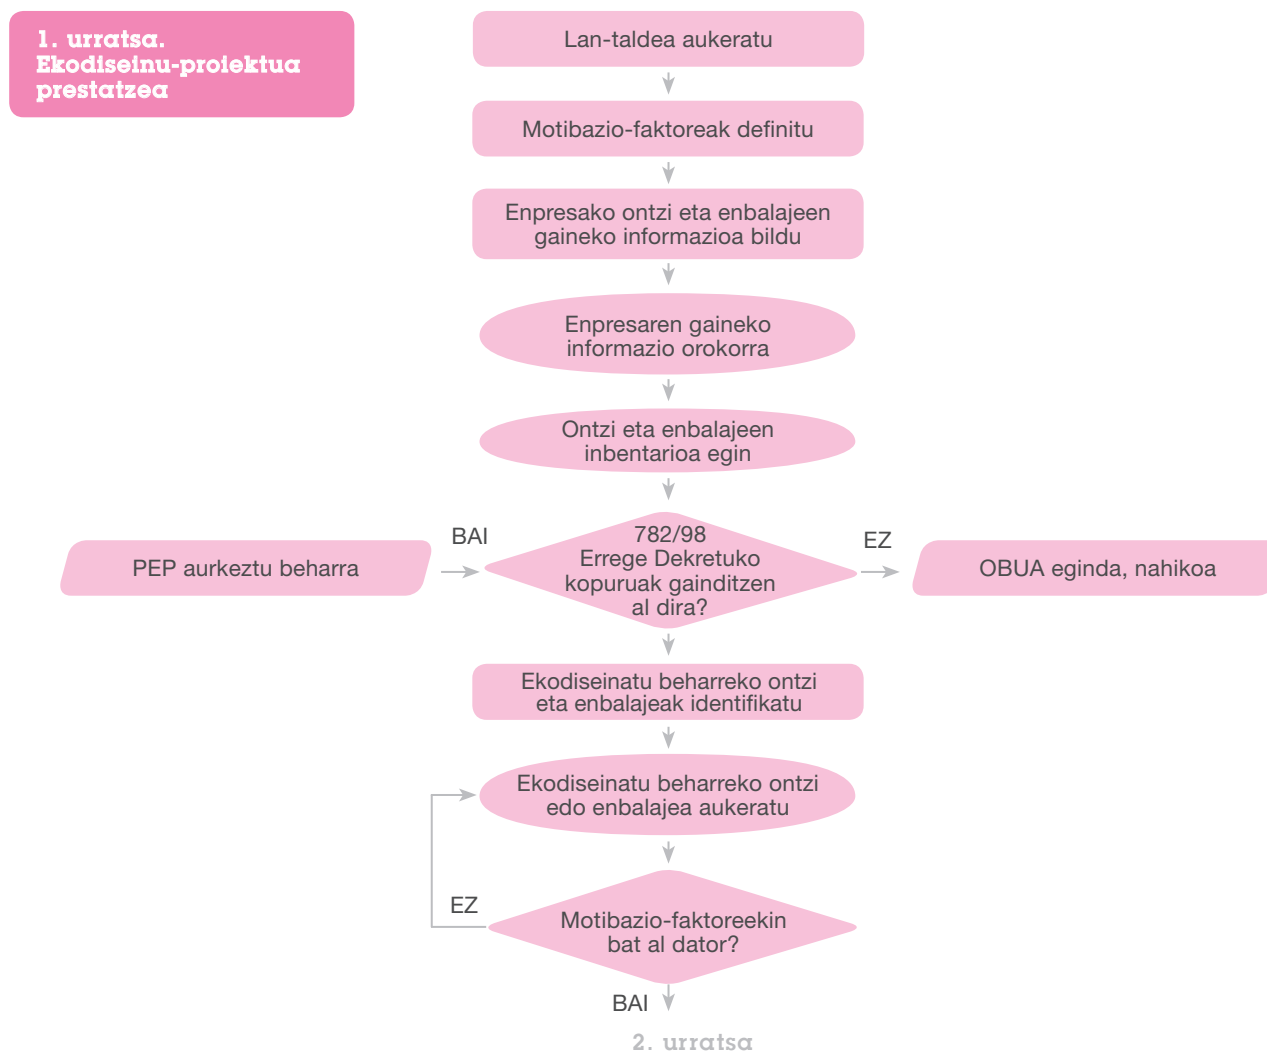 1. urratsa.
Ekodiseinu-proiektua
prestatzea
Lan-taldea aukeratu
Motibazio-faktoreak definitu
Enpresako ontzi eta enbalajeen
gaineko informazioa bildu
Enpresaren gaineko
informazio orokorra
Ontzi eta enbalajeen
inbentarioa egin
PEP aurkeztu beharra
BAI
782/98
Errege Dekretuko
kopuruak gainditzen
al dira?
EZ
OBUA eginda, nahikoa
Ekodiseinatu beharreko ontzi
eta enbalajeak identifikatu
Ekodiseinatu beharreko ontzi
edo enbalajea aukeratu
EZ
Motibazio-faktoreekin
bat al dator?
BAI
2. urratsa